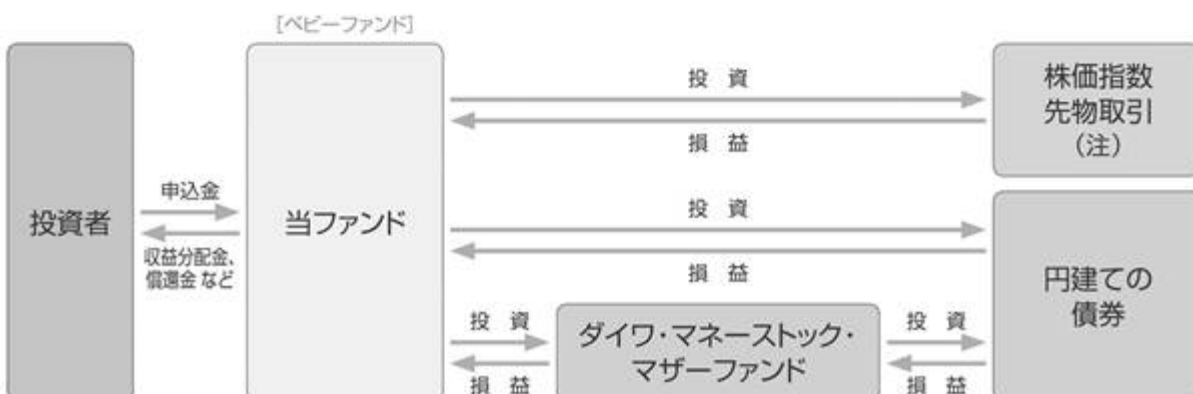 [ベビーファンド]
投資者
申込金
収益分配金、
償還金 など
当ファンド
投 資
損 益
株価指数
先物取引
(注)
投 資
損 益
円建ての
債券
投 資
損 益
ダイワ・マネーストック・
マザーファンド
投 資
損 益